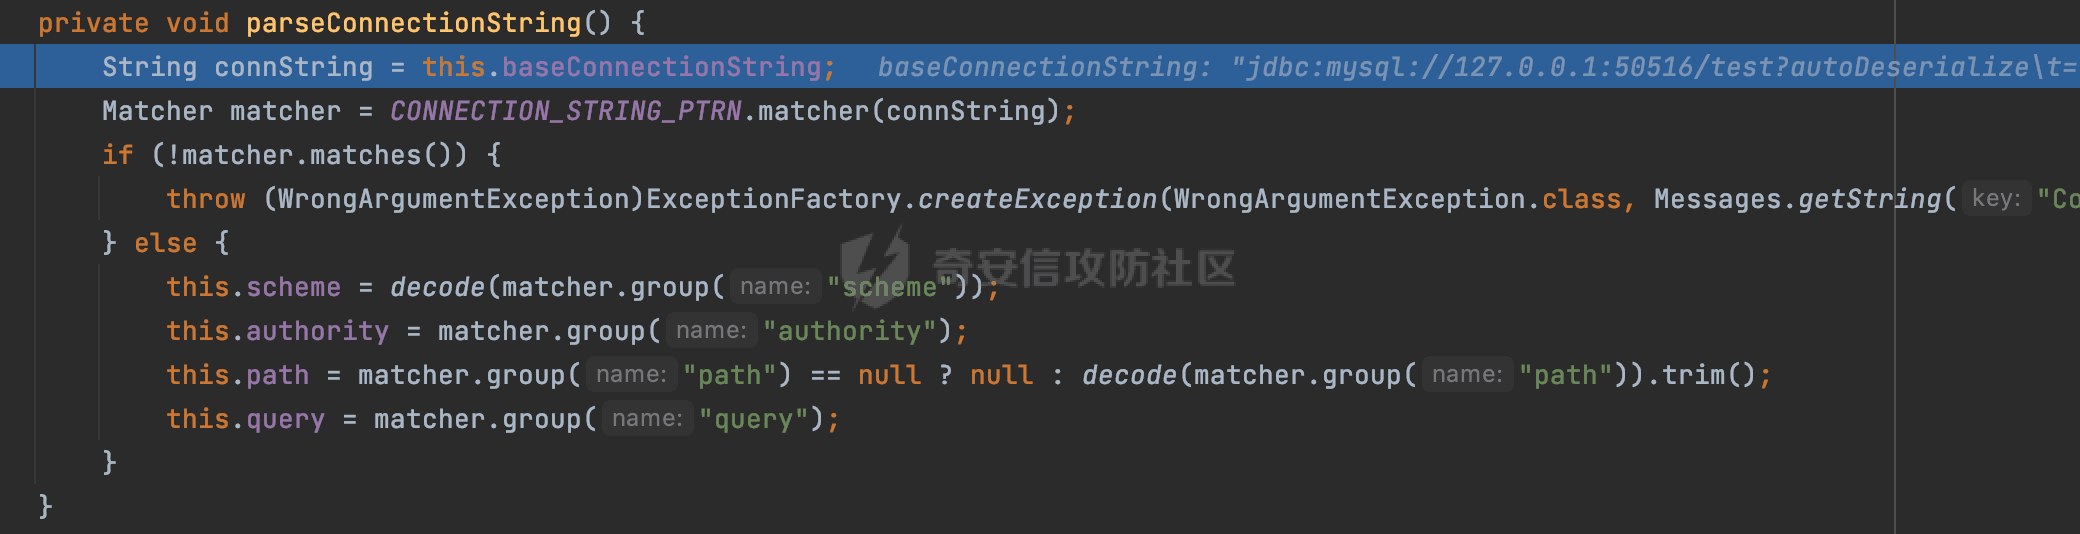 private void parseConnectionString() {
String connString = this.baseConnectionString; baseConnectionString: "jdbc:mysql://127.0.0.1:50516/test?autoDeserialize\t=
Matcher matcher = CONNECTION_STRING_PTRN.matcher(connString);
if (!matcher.matches()) {
throw (WrongArgumentException)ExceptionFactory.createException(WrongArgumentException.class, Messages.getString( key: "Co
} else {
奇安信攻防社区
this.scheme = decode(matcher.group( name: "scheme"));
this.authority = matcher.group( name: "authority");
this.path = matcher.group( name: "path") == null ? null : decode(matcher.group( name: "path")).trim();
this.query = matcher.group( name: "query");
}
}